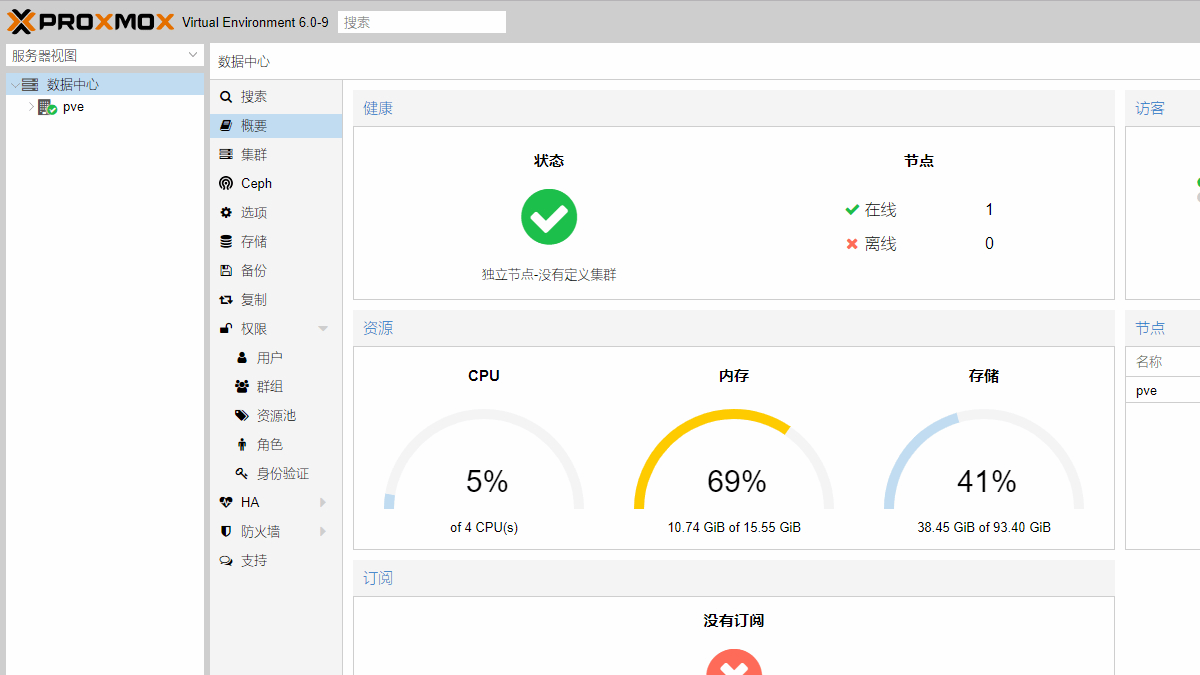 PROXMOX Virtual Environment 6.0-9 搜索
服务器视图
数据中心
pve
数据中心
搜索
概要
集群
Ceph
选项
存储
备份
复制
权限
用户
群组
资源池
角色
身份验证
HA
防火墙
支持
健康
状态
独立节点-没有定义集群
节点
在线 1
离线 0
资源
CPU
5%
of 4 CPU(s)
内存
69%
10.74 GiB of 15.55 GiB
存储
41%
38.45 GiB of 93.40 GiB
订阅
没有订阅
访客
节点
名称
pve